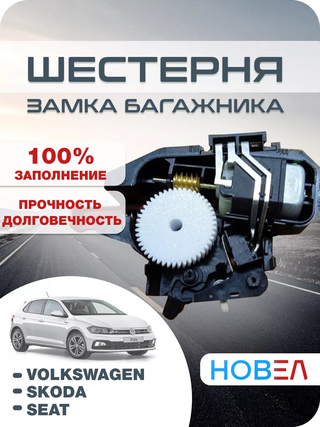 ШЕСТЕРНЯ
ЗАМКА БАГАЖНИКА
100%
ЗАПОЛНЕНИЕ
ПРОЧНОСТЬ
ДОЛГОВЕЧНОСТЬ
- VOLKSWAGEN
- SKODA
- SEAT
НОВЕЛ